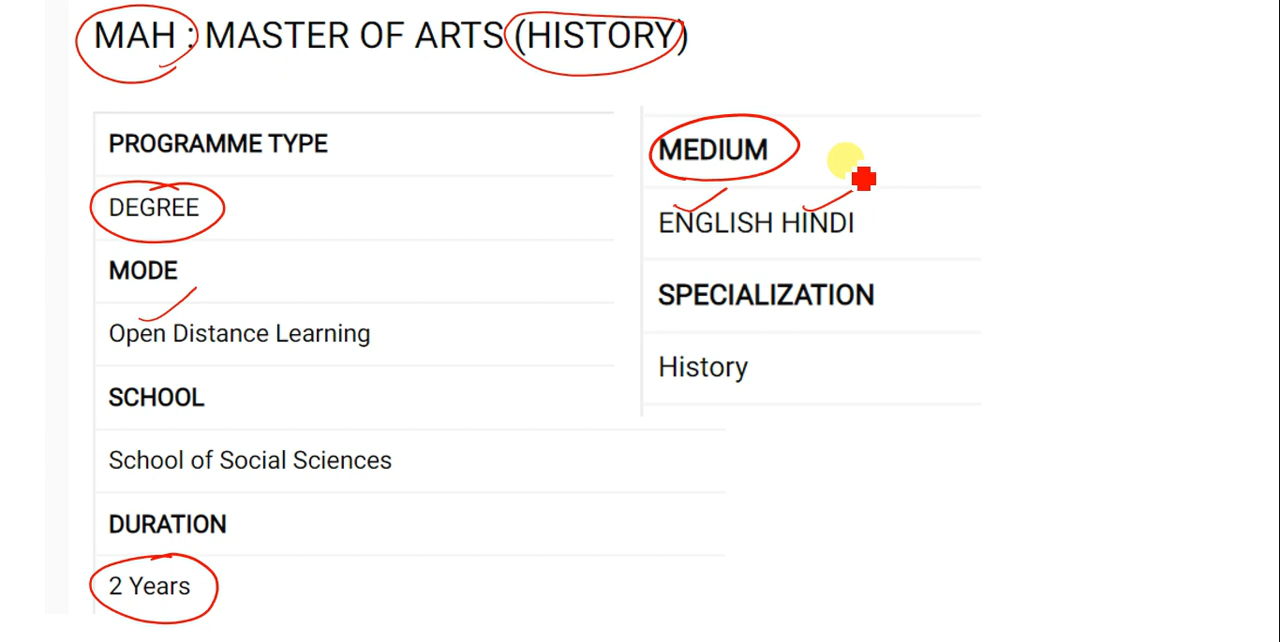 MAH : MASTER OF ARTS (HISTORY)
PROGRAMME TYPE
DEGREE
MODE
Open Distance Learning
SCHOOL
School of Social Sciences
DURATION
2 Years
MEDIUM
ENGLISH HINDI
SPECIALIZATION
History